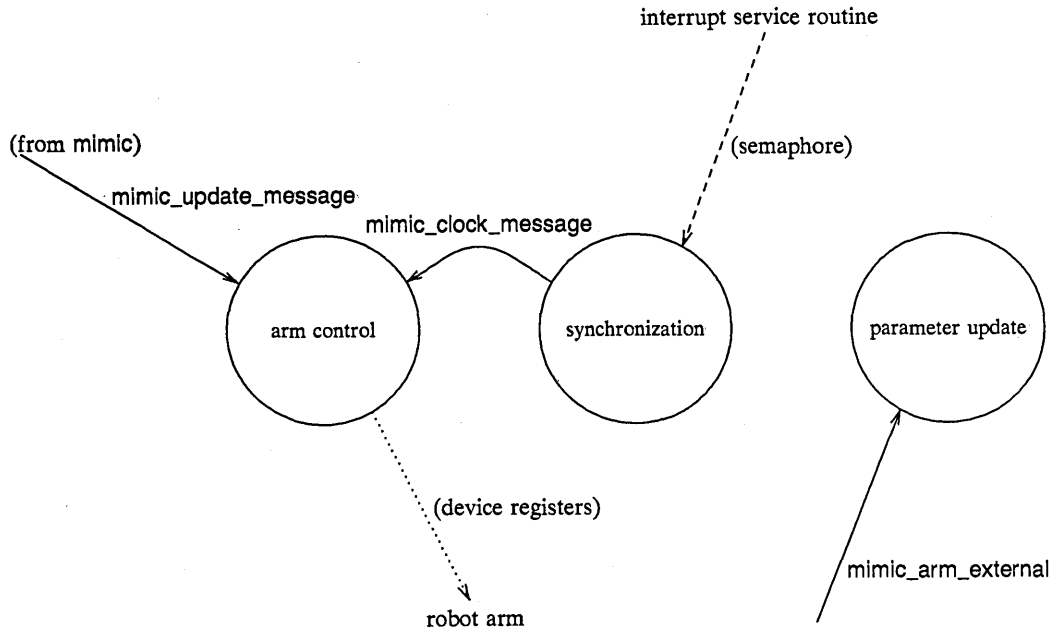 interrupt service routine
(from mimic)
(semaphore)
mimic_update_message
mimic_clock_message
arm control
synchronization
parameter update
(device registers)
mimic_arm_external
robot arm